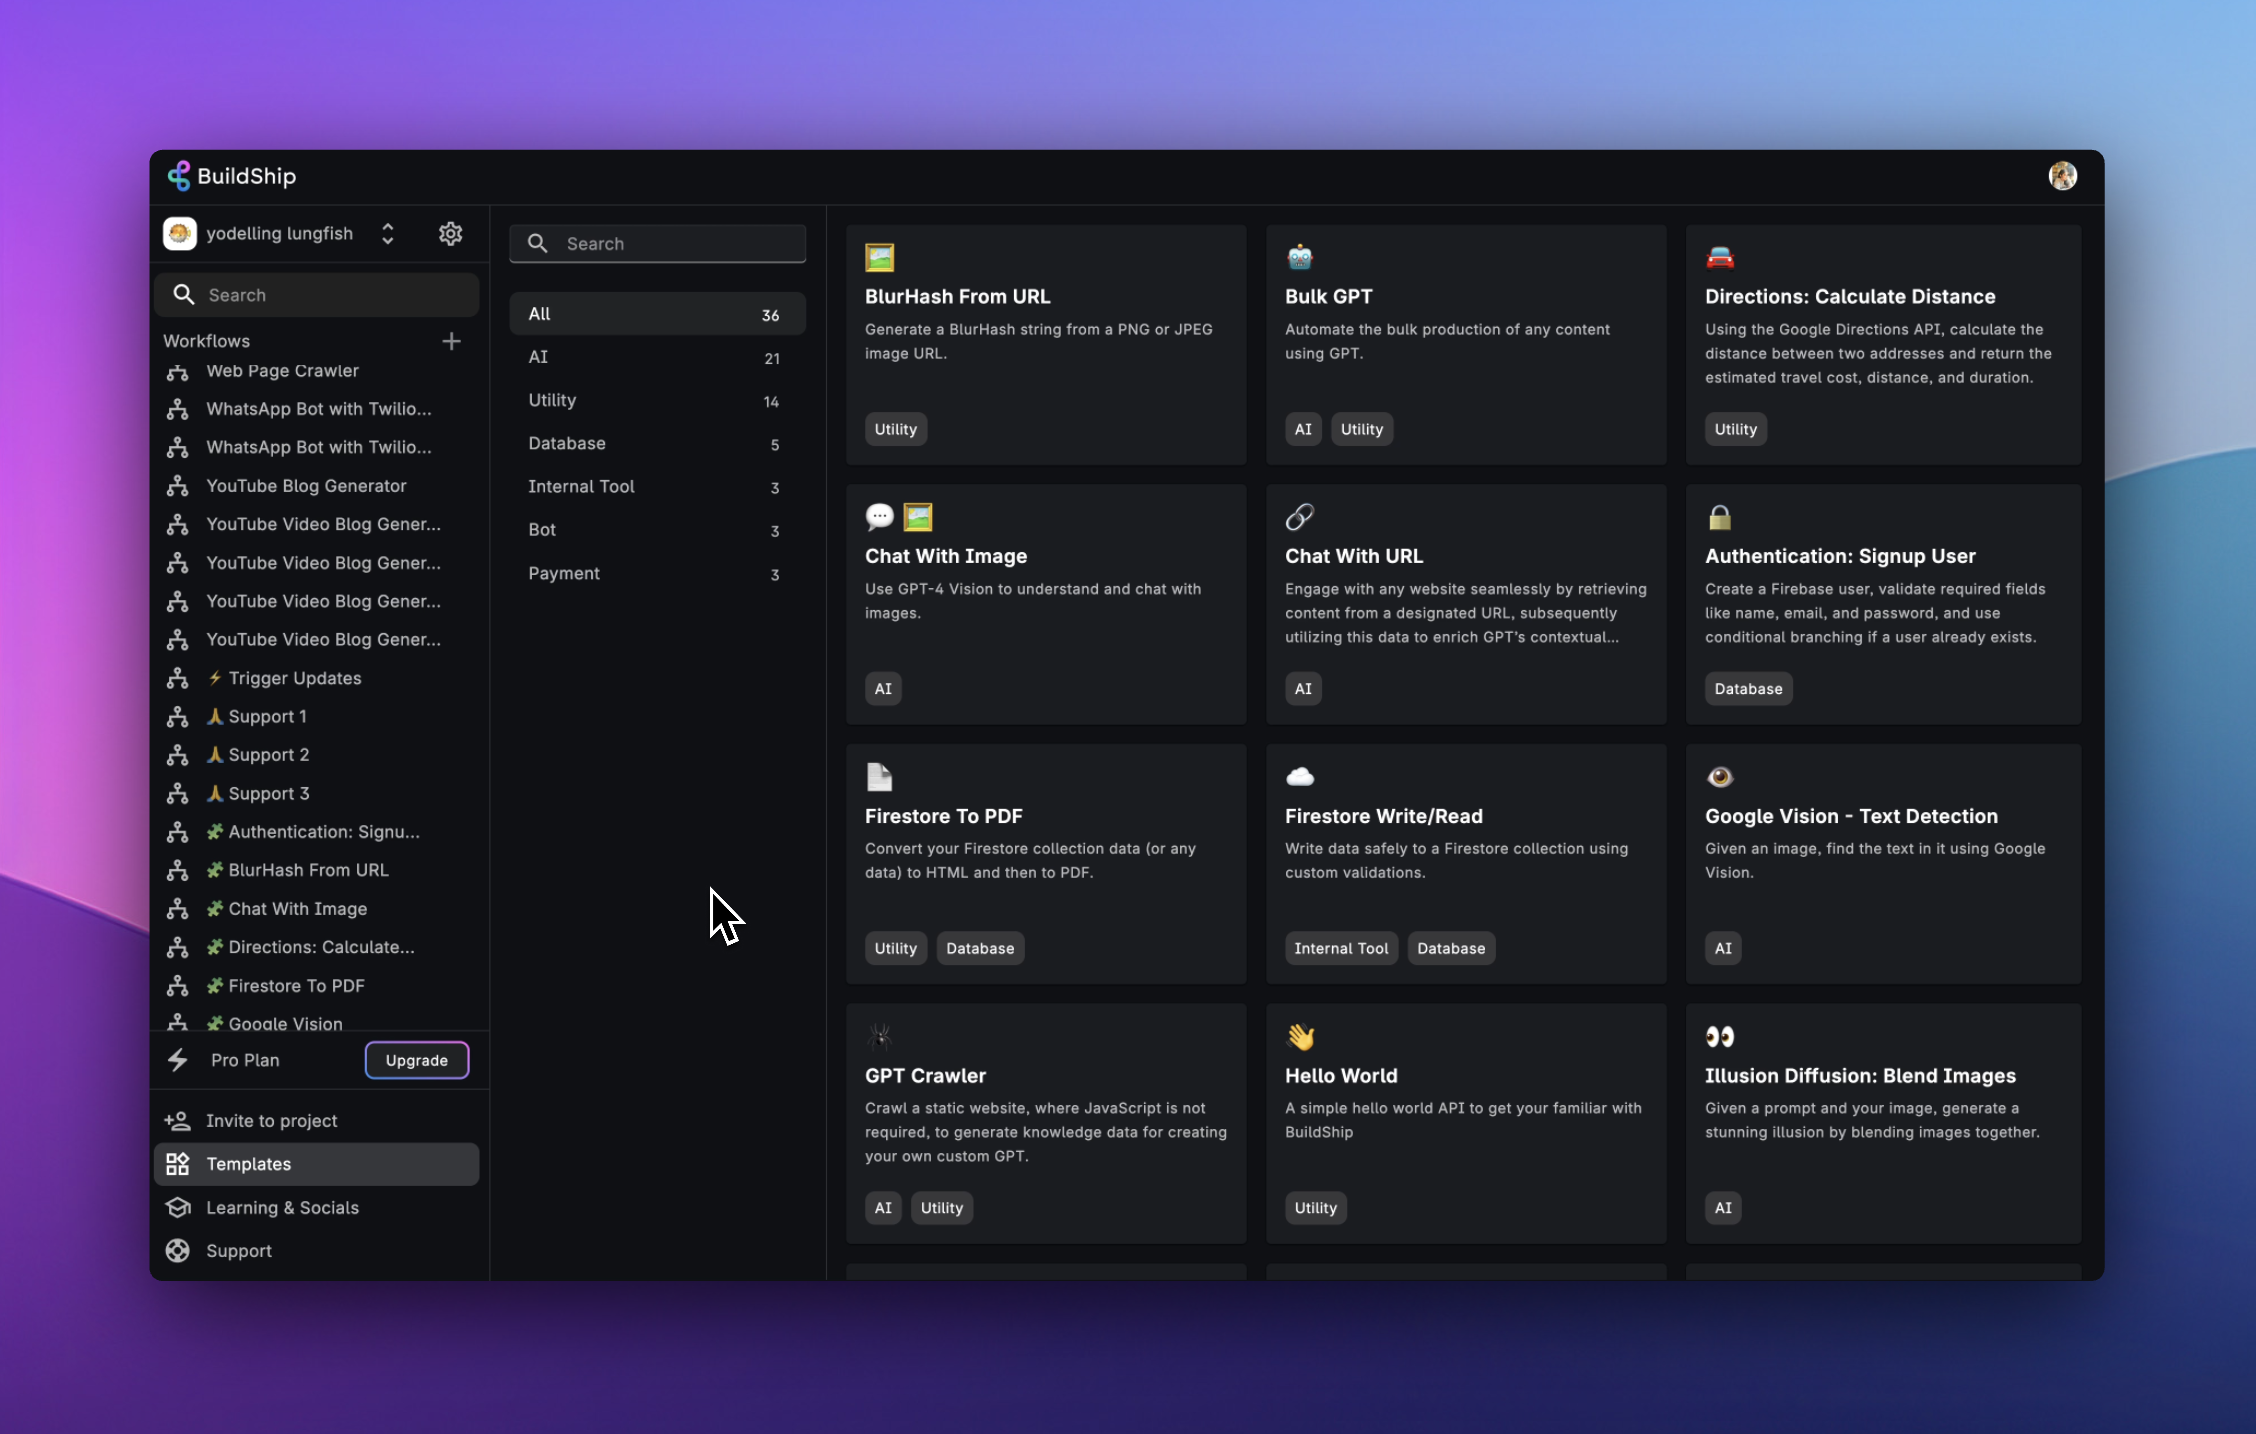 BuildShip
yodelling lungfish
Search
Workflows
Web Page Crawler
WhatsApp Bot with Twilio...
WhatsApp Bot with Twilio...
YouTube Blog Generator
YouTube Video Blog Gener...
YouTube Video Blog Gener...
YouTube Video Blog Gener...
YouTube Video Blog Gener...
Trigger Updates
Support 1
Support 2
Support 3
Authentication: Signu...
BlurHash From URL
Chat With Image
Directions: Calculate...
Firestore To PDF
Google Vision
Pro Plan
Upgrade
Invite to project
Templates
Learning & Socials
Support
Search
All 36
AI 21
Utility 14
Database 5
Internal Tool 3
Bot 3
Payment 3
BlurHash From URL
Generate a BlurHash string from a PNG or JPEG
image URL.
Utility
Bulk GPT
Automate the bulk production of any content
using GPT.
AI Utility
Directions: Calculate Distance
Using the Google Directions API, calculate the
distance between two addresses and return the
estimated travel cost, distance, and duration.
Utility
Chat With Image
Use GPT-4 Vision to understand and chat with
images.
AI
Chat With URL
Engage with any website seamlessly by retrieving
content from a designated URL, subsequently
utilizing this data to enrich GPT's contextual...
AI
Authentication: Signup User
Create a Firebase user, validate required fields
like name, email, and password, and use
conditional branching if a user already exists.
Database
Firestore To PDF
Convert your Firestore collection data (or any
data) to HTML and then to PDF.
Utility Database
Firestore Write/Read
Write data safely to a Firestore collection using
custom validations.
Internal Tool Database
Google Vision - Text Detection
Given an image, find the text in it using Google
Vision.
AI
GPT Crawler
Crawl a static website, where JavaScript is not
required, to generate knowledge data for creating
your own custom GPT.
AI Utility
Hello World
A simple hello world API to get your familiar with
BuildShip
Utility
Illusion Diffusion: Blend Images
Given a prompt and your image, generate a
stunning illusion by blending images together.
AI